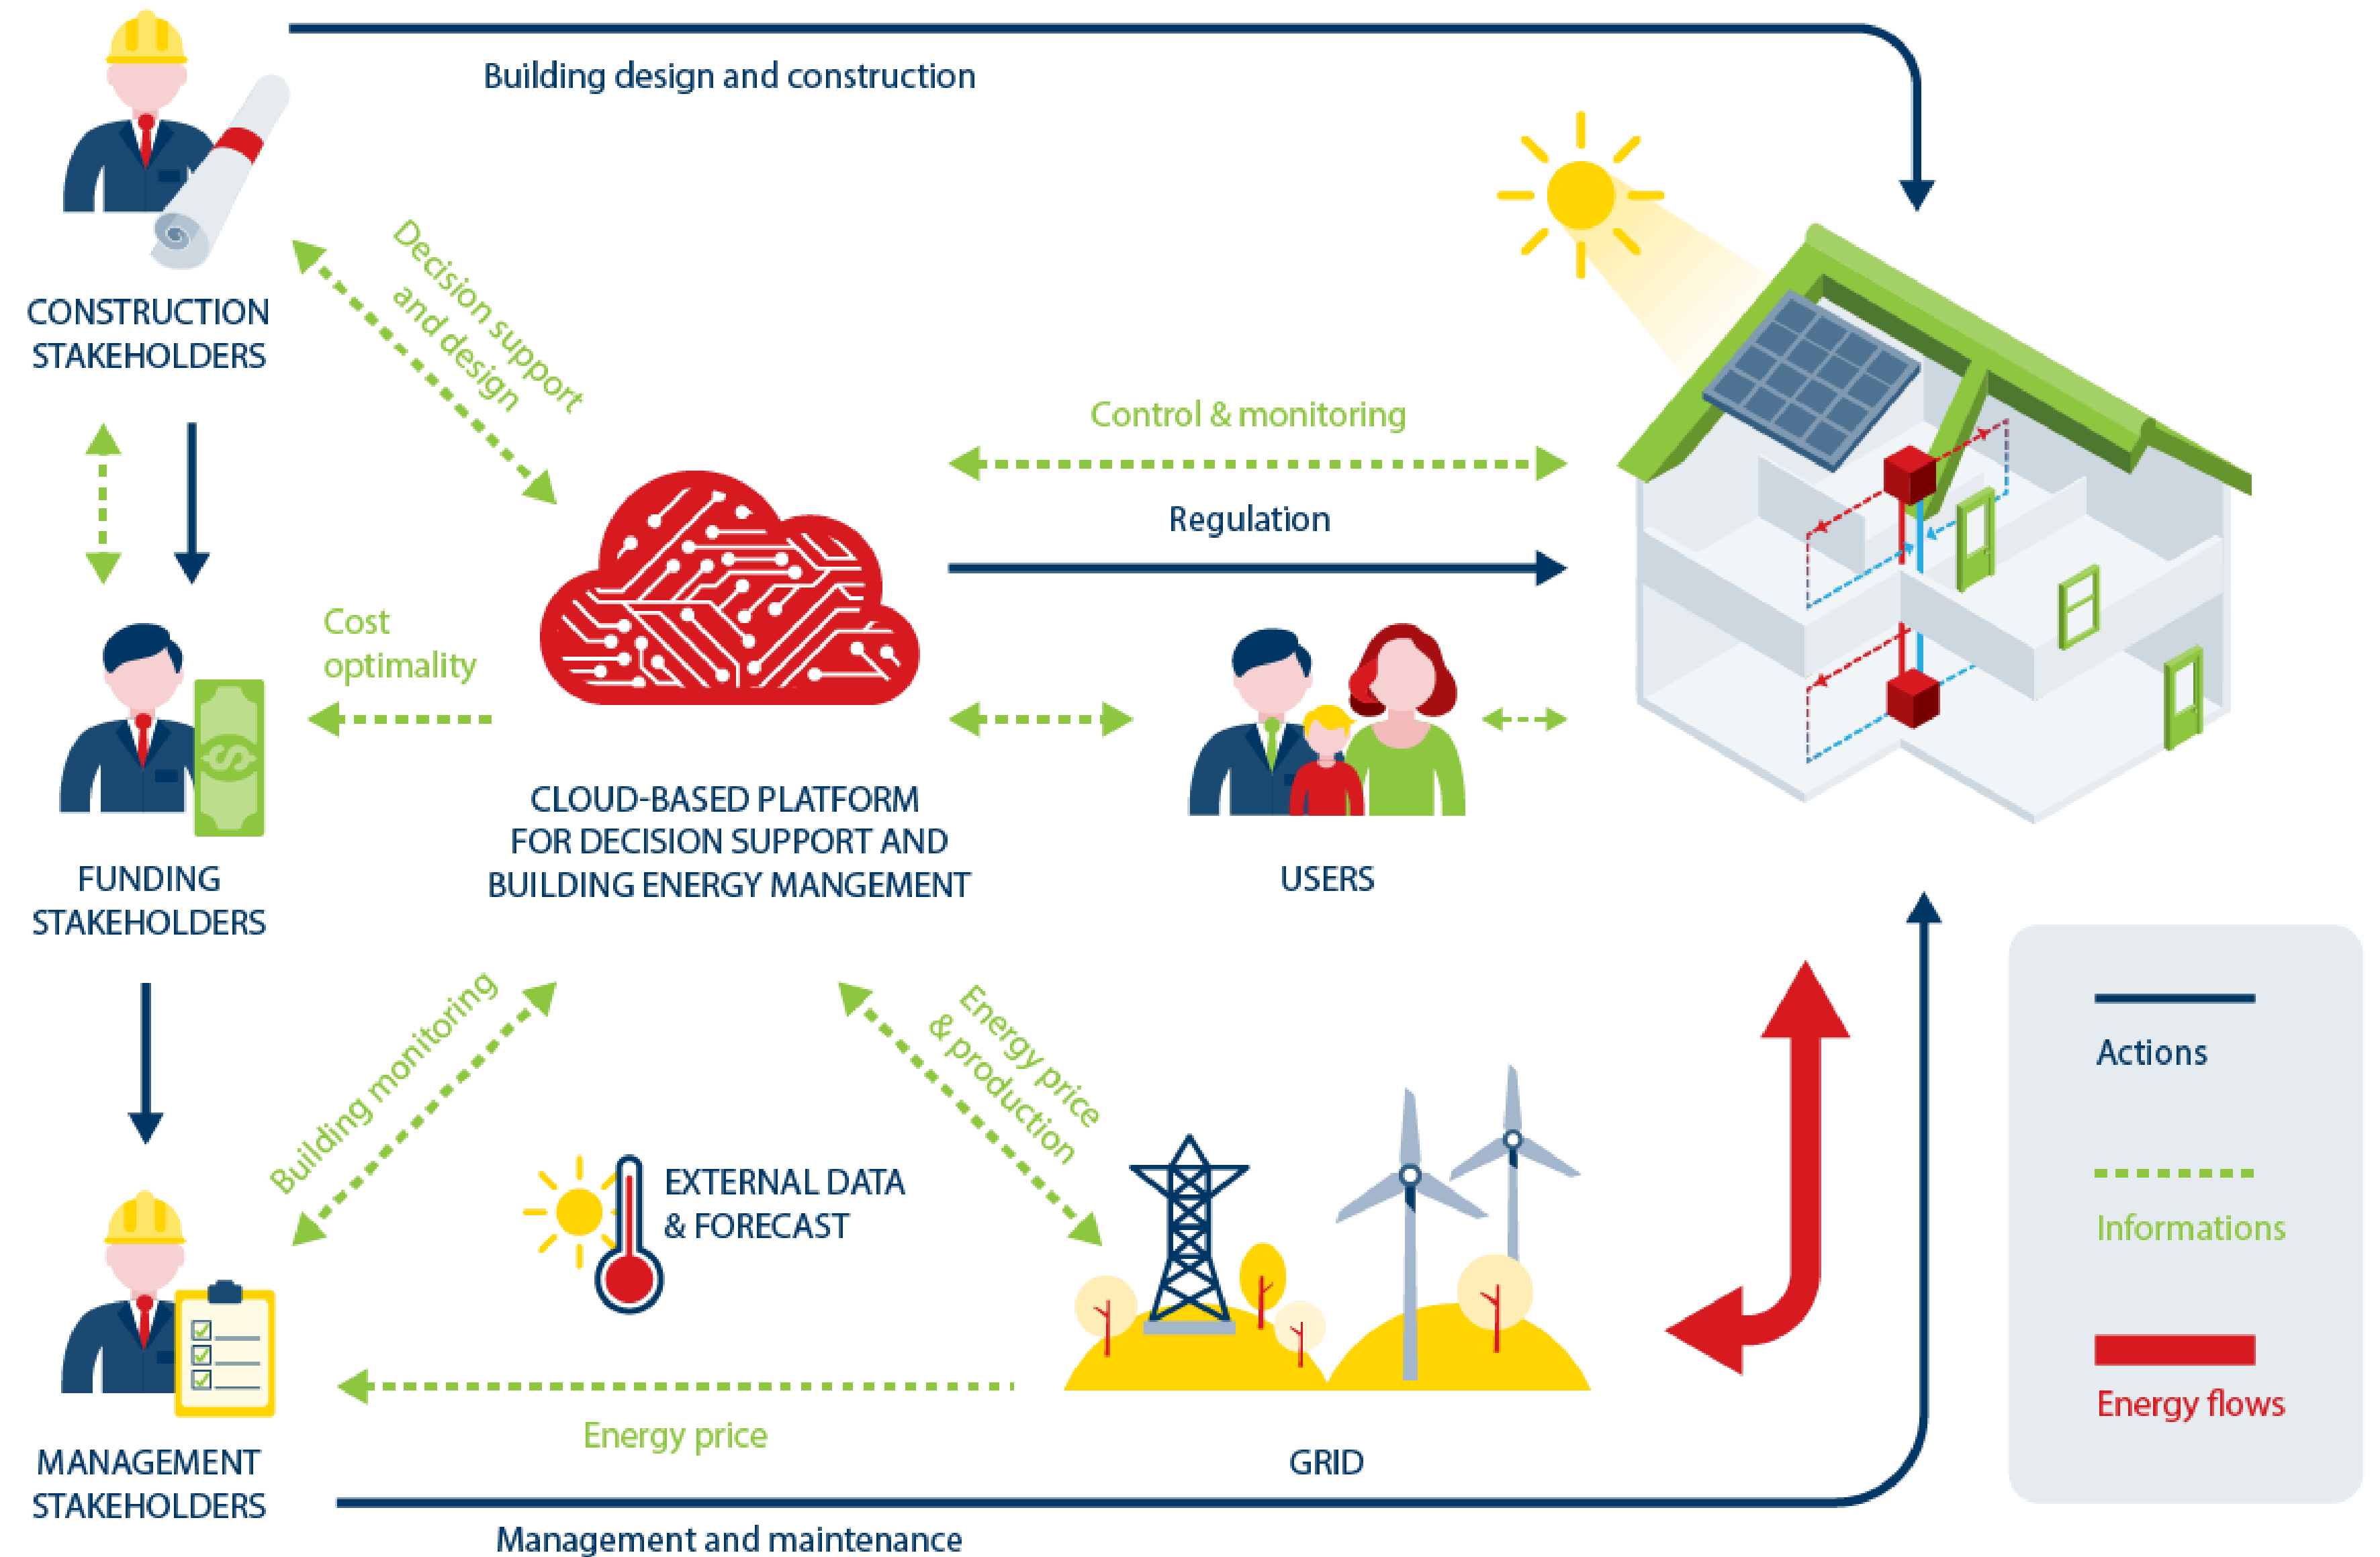 Building design and construction
CONSTRUCTION
STAKEHOLDERS
Decision support
and design
Control & monitoring
Regulation
Cost
optimality
FUNDING
STAKEHOLDERS
CLOUD-BASED PLATFORM
FOR DECISION SUPPORT AND
BUILDING ENERGY MANGEMENT
USERS
Building monitoring
Energy price
& production
EXTERNAL DATA
& FORECAST
Energy price
MANAGEMENT
STAKEHOLDERS
GRID
Management and maintenance
Actions
Informations
Energy flows